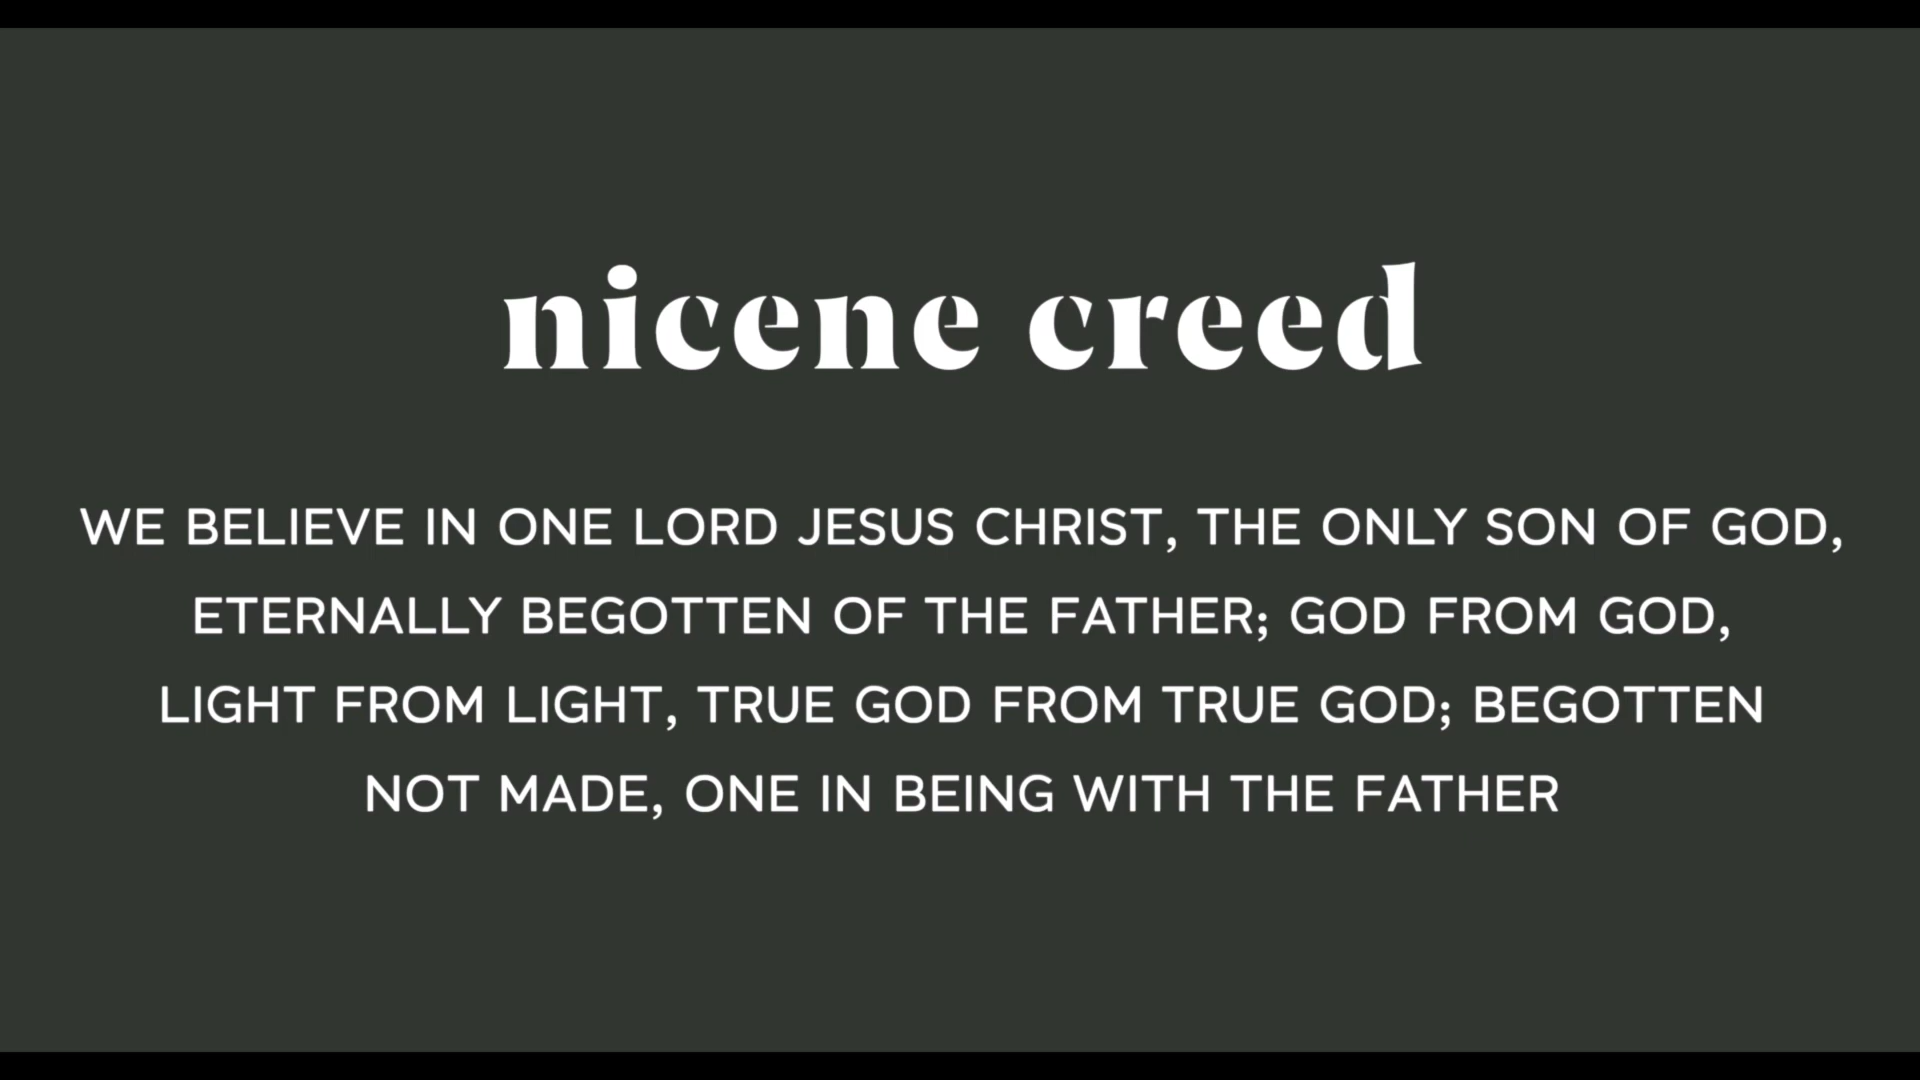 nicene creed
WE BELIEVE IN ONE LORD JESUS CHRIST, THE ONLY SON OF GOD,
ETERNALLY BEGOTTEN OF THE FATHER; GOD FROM GOD,
LIGHT FROM LIGHT, TRUE GOD FROM TRUE GOD; BEGOTTEN
NOT MADE, ONE IN BEING WITH THE FATHER